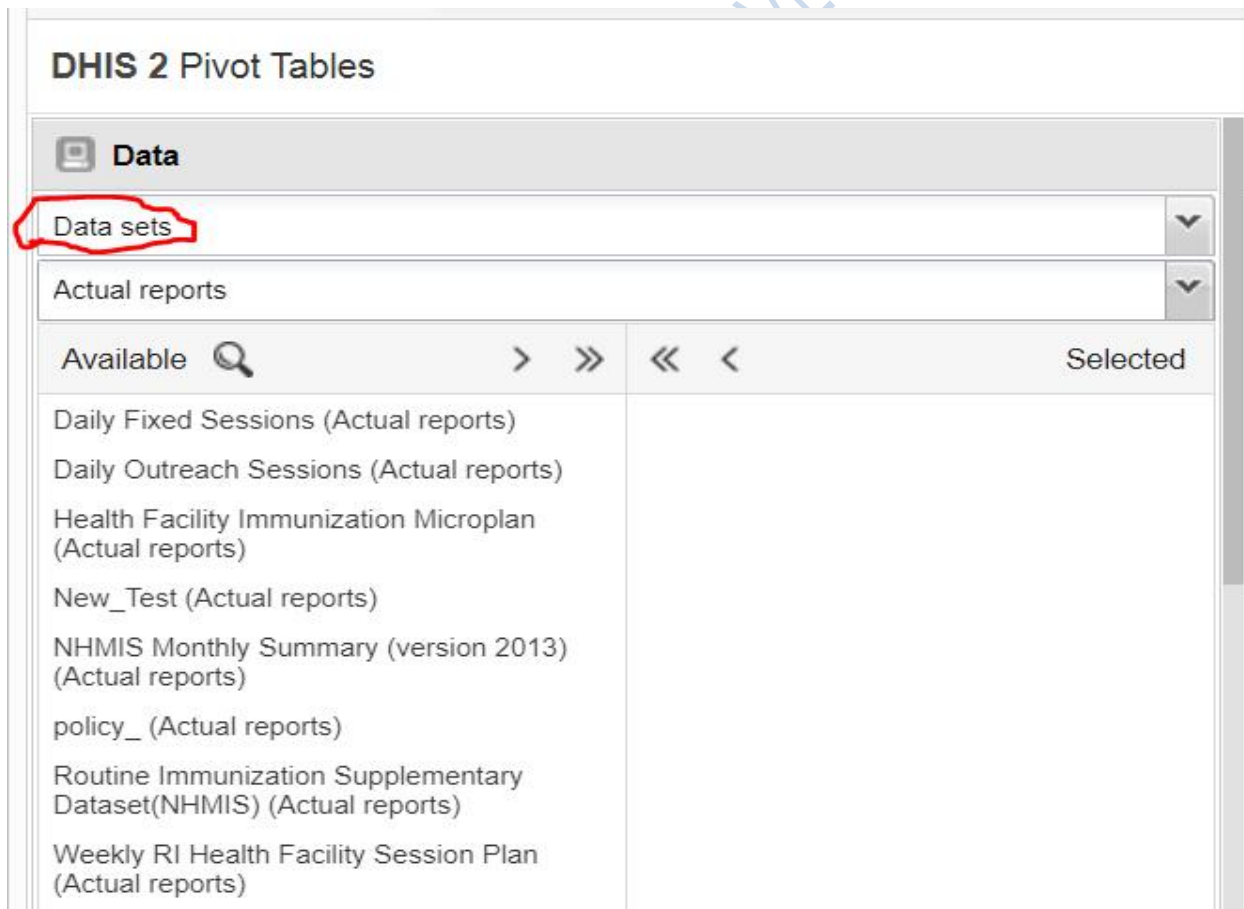 DHIS 2 Pivot Tables
Data
Data sets
Actual reports
Available
Selected
Daily Fixed Sessions (Actual reports)
Daily Outreach Sessions (Actual reports)
Health Facility Immunization Microplan
(Actual reports)
New_Test (Actual reports)
NHMIS Monthly Summary (version 2013)
(Actual reports)
policy_ (Actual reports)
Routine Immunization Supplementary
Dataset(NHMIS) (Actual reports)
Weekly RI Health Facility Session Plan
(Actual reports)